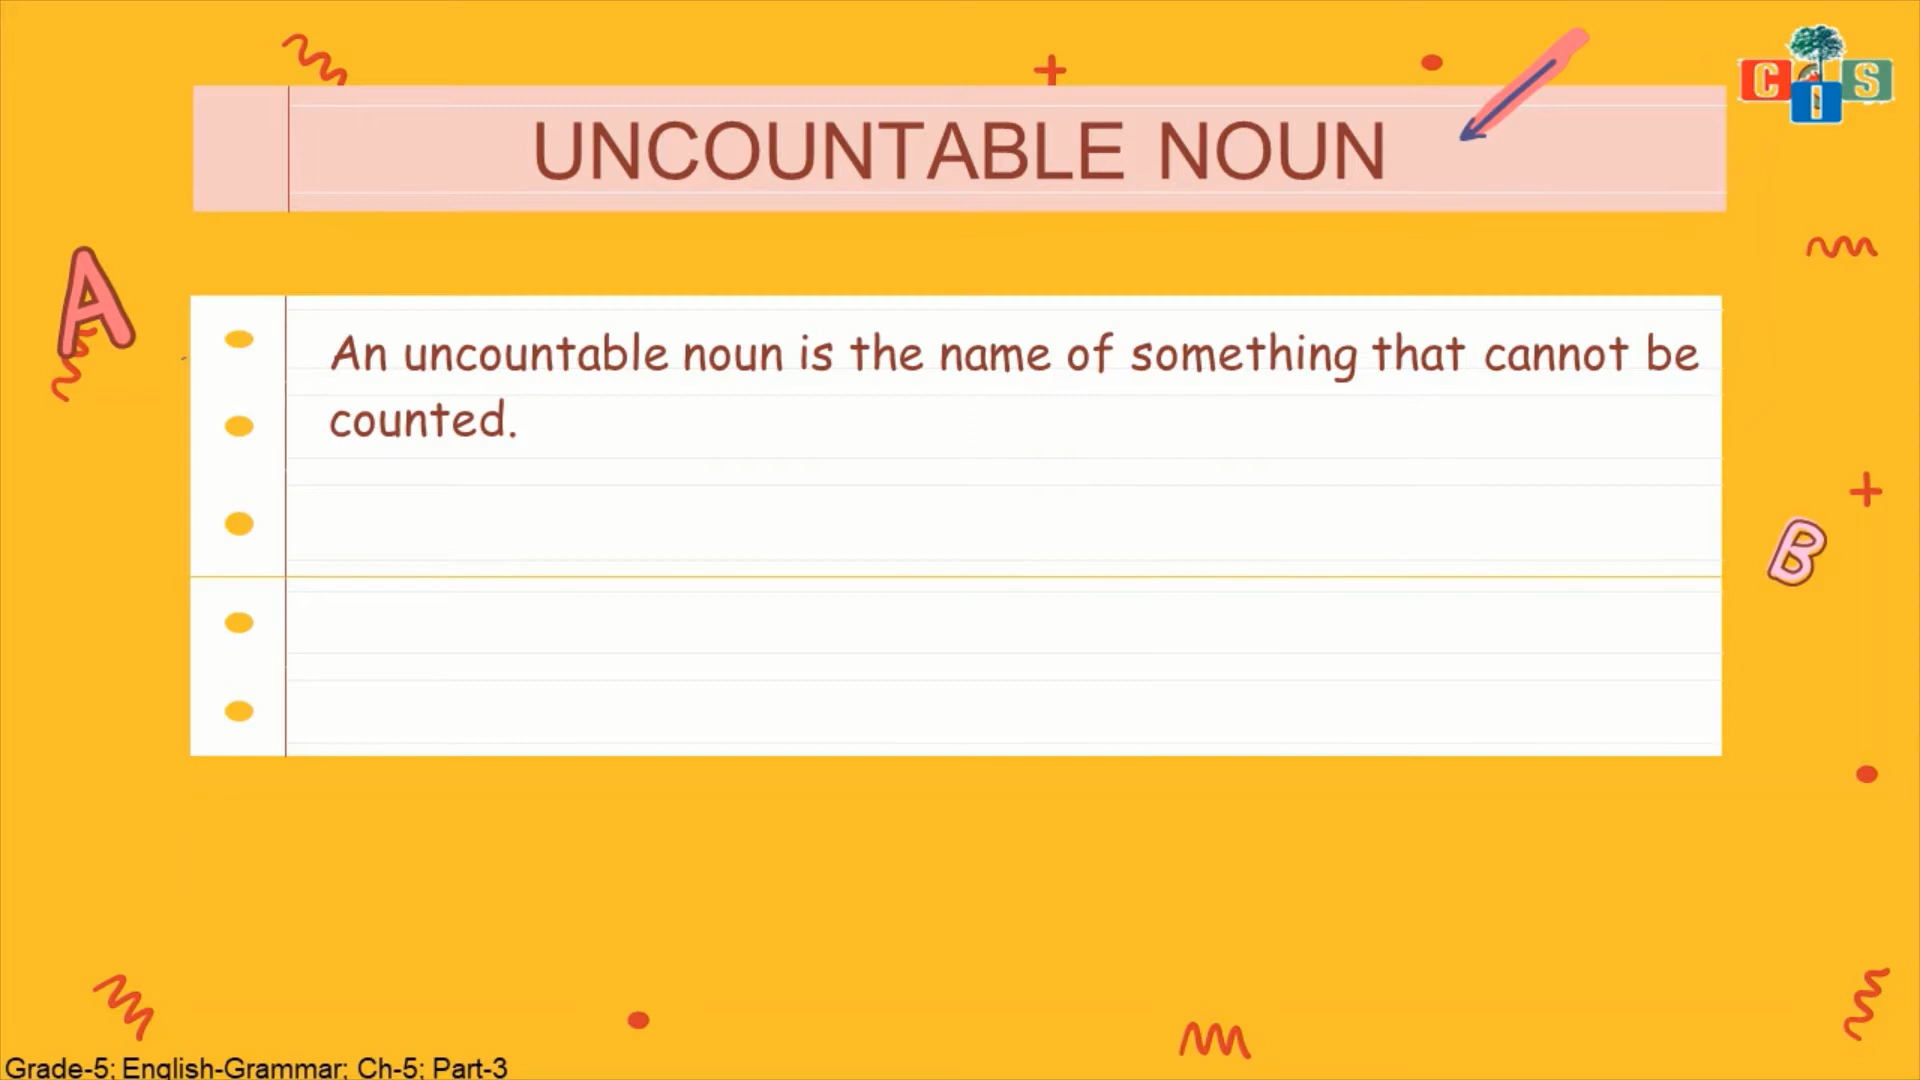 C I S
UNCOUNTABLE NOUN
A
An uncountable noun is the name of something that cannot be
counted.
B
Grade-5; English-Grammar; Ch-5; Part-3